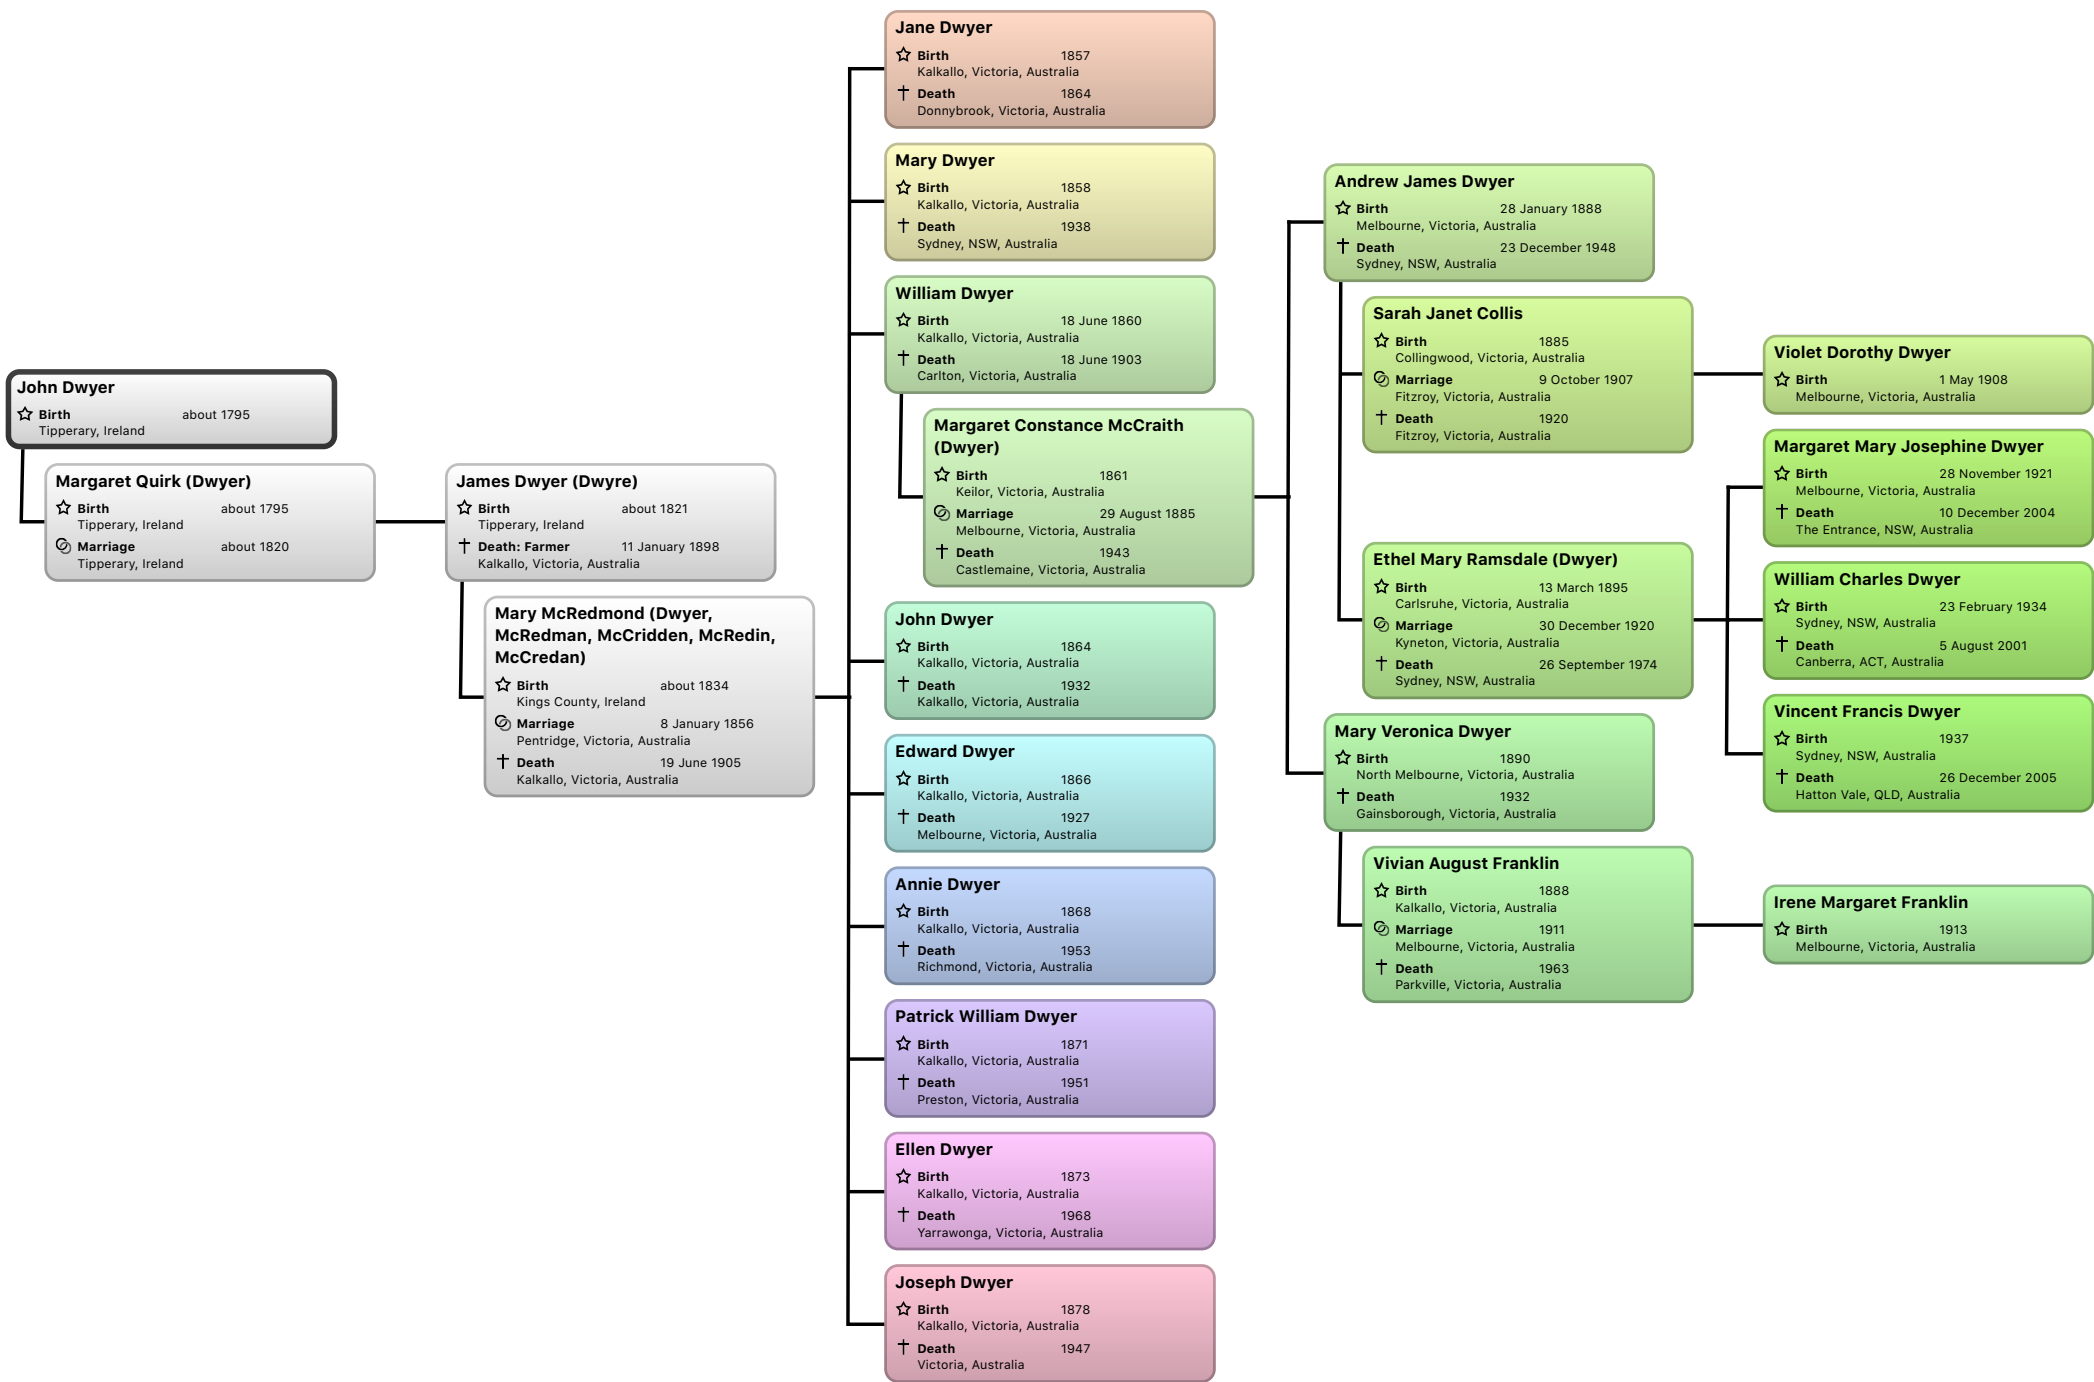 John Dwyer
Birth about 1795
Tipperary, Ireland
Margaret Quirk (Dwyer)
Birth about 1795
Tipperary, Ireland
Marriage about 1820
Tipperary, Ireland
James Dwyer (Dwyre)
Birth about 1821
Tipperary, Ireland
Death: Farmer 11 January 1898
Kalkallo, Victoria, Australia
Mary McRedmond (Dwyer,
McRedman, McCridden, McRedin,
McCredan)
Birth about 1834
Kings County, Ireland
Marriage 8 January 1856
Pentridge, Victoria, Australia
Death 19 June 1905
Kalkallo, Victoria, Australia
Jane Dwyer
Birth 1857
Kalkallo, Victoria, Australia
Death 1864
Donnybrook, Victoria, Australia
Mary Dwyer
Birth 1858
Kalkallo, Victoria, Australia
Death 1938
Sydney, NSW, Australia
William Dwyer
Birth 18 June 1860
Kalkallo, Victoria, Australia
Death 18 June 1903
Carlton, Victoria, Australia
Margaret Constance McCraith
(Dwyer)
Birth 1861
Keilor, Victoria, Australia
Marriage 29 August 1885
Melbourne, Victoria, Australia
Death 1943
Castlemaine, Victoria, Australia
John Dwyer
Birth 1864
Kalkallo, Victoria, Australia
Death 1932
Kalkallo, Victoria, Australia
Edward Dwyer
Birth 1866
Kalkallo, Victoria, Australia
Death 1927
Melbourne, Victoria, Australia
Annie Dwyer
Birth 1868
Kalkallo, Victoria, Australia
Death 1953
Richmond, Victoria, Australia
Patrick William Dwyer
Birth 1871
Kalkallo, Victoria, Australia
Death 1951
Preston, Victoria, Australia
Ellen Dwyer
Birth 1873
Kalkallo, Victoria, Australia
Death 1968
Yarrawonga, Victoria, Australia
Joseph Dwyer
Birth 1878
Kalkallo, Victoria, Australia
Death 1947
Victoria, Australia
Andrew James Dwyer
Birth 28 January 1888
Melbourne, Victoria, Australia
Death 23 December 1948
Sydney, NSW, Australia
Sarah Janet Collis
Birth 1885
Collingwood, Victoria, Australia
Marriage 9 October 1907
Fitzroy, Victoria, Australia
Death 1920
Fitzroy, Victoria, Australia
Ethel Mary Ramsdale (Dwyer)
Birth 13 March 1895
Carlsruhe, Victoria, Australia
Marriage 30 December 1920
Kyneton, Victoria, Australia
Death 26 September 1974
Sydney, NSW, Australia
Mary Veronica Dwyer
Birth 1890
North Melbourne, Victoria, Australia
Death 1932
Gainsborough, Victoria, Australia
Vivian August Franklin
Birth 1888
Kalkallo, Victoria, Australia
Marriage 1911
Melbourne, Victoria, Australia
Death 1963
Parkville, Victoria, Australia
Violet Dorothy Dwyer
Birth 1 May 1908
Melbourne, Victoria, Australia
Margaret Mary Josephine Dwyer
Birth 28 November 1921
Melbourne, Victoria, Australia
Death 10 December 2004
The Entrance, NSW, Australia
William Charles Dwyer
Birth 23 February 1934
Sydney, NSW, Australia
Death 5 August 2001
Canberra, ACT, Australia
Vincent Francis Dwyer
Birth 1937
Sydney, NSW, Australia
Death 26 December 2005
Hatton Vale, QLD, Australia
Irene Margaret Franklin
Birth 1913
Melbourne, Victoria, Australia